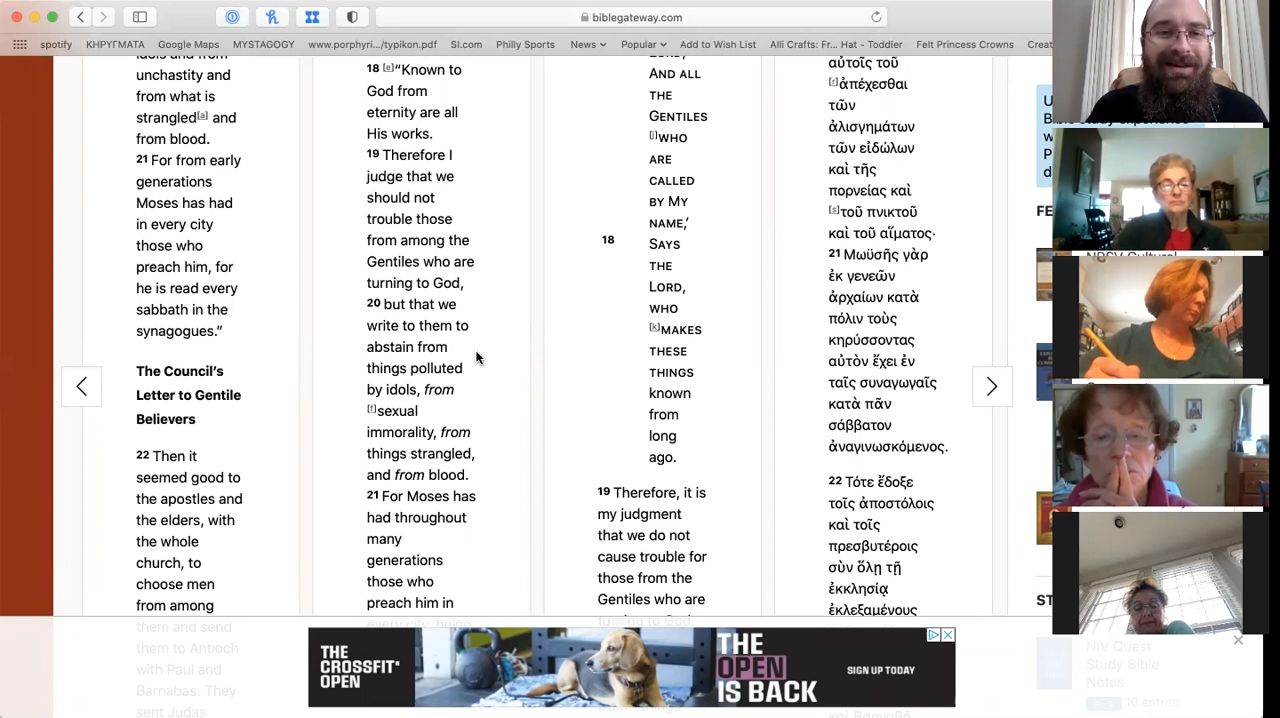 biblegateway.com
spotify
ΚΗΡΥΓΜΑΤΑ
Google Maps
MYSTAGOGY
www.porphyri.../typikon.pdf
SI.com
Philly Sports
News
Popular
Add to Wish List
Alli Crafts: Fr... Hat - Toddler
Felt Princess Crowns
unchastity and
from what is
strangled[a] and
from blood.
21 For from early
generations
Moses has had
in every city
those who
preach him, for
he is read every
sabbath in the
synagogues.”
The Council’s
Letter to Gentile
Believers
22 Then it
seemed good to
the apostles and
the elders, with
the whole
church, to
choose men
from among
them and send
them to Antioch
with Paul and
Barnabas. They
sent Judas
18 [e]“Known to
God from
eternity are all
His works.
19 Therefore I
judge that we
should not
trouble those
from among the
Gentiles who are
turning to God,
20 but that we
write to them to
abstain from
things polluted
by idols, from
[f]sexual
immorality, from
things strangled,
and from blood.
21 For Moses has
had throughout
many
generations
those who
preach him in
every city, being
And all
the
Gentiles
[j]who
are
called
by My
name,’
18 Says
the
Lord,
who
[k]makes
these
things
known
from
long
ago.
19 Therefore, it is
my judgment
that we do not
cause trouble for
those from the
Gentiles who are
αὐτοῖς τοῦ
[r]ἀπέχεσθαι
τῶν
ἀλισγημάτων
τῶν εἰδώλων
καὶ τῆς
πορνείας καὶ
[s]τοῦ πνικτοῦ
καὶ τοῦ αἵματος·
21 Μωϋσῆς γὰρ
ἐκ γενεῶν
ἀρχαίων κατὰ
πόλιν τοὺς
κηρύσσοντας
αὐτὸν ἔχει ἐν
ταῖς συναγωγαῖς
κατὰ πᾶν
σάββατον
ἀναγινωσκόμενος.
22 Τότε ἔδοξε
τοῖς ἀποστόλοις
καὶ τοῖς
πρεσβυτέροις
σὺν ὅλῃ τῇ
ἐκκλησίᾳ
ἐκλεξαμένους
NIV Quest
Study Bible
Notes
10 entries
THE
CROSSFIT
OPEN
THE
OPEN
IS BACK
SIGN UP TODAY